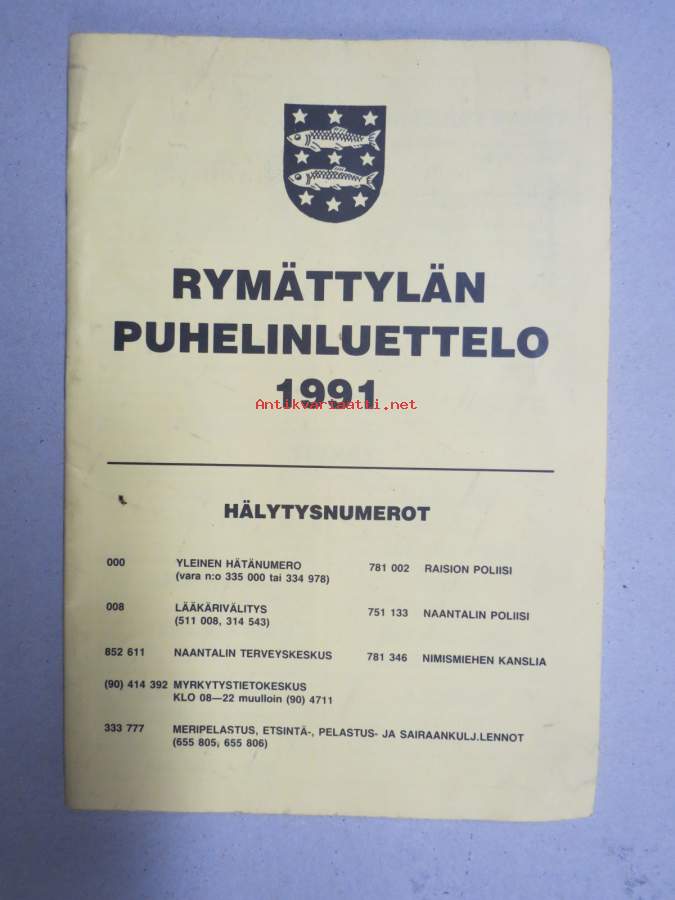 RYMÄTTYLÄN
PUHELINLUETTELO
1991
Antikvariaatti.net
HÄLYTYSNUMEROT
000 YLEINEN HÄTÄNUMERO
(vara n:o 335 000 tai 334 978)
781 002 RAISION POLIISI
008 LÄÄKÄRIVÄLITYS
(511 008, 314 543)
751 133 NAANTALIN POLIISI
852 611 NAANTALIN TERVEYSKESKUS
781 346 NIMISMIEHEN KANSLIA
(90) 414 392 MYRKYTYSTIETOKESKUS
KLO 08—22 muulloin (90) 4711
333 777 MERIPELASTUS, ETSINTÄ-, PELASTUS- JA SAIRAANKULJ.LENNOT
(655 805, 655 806)